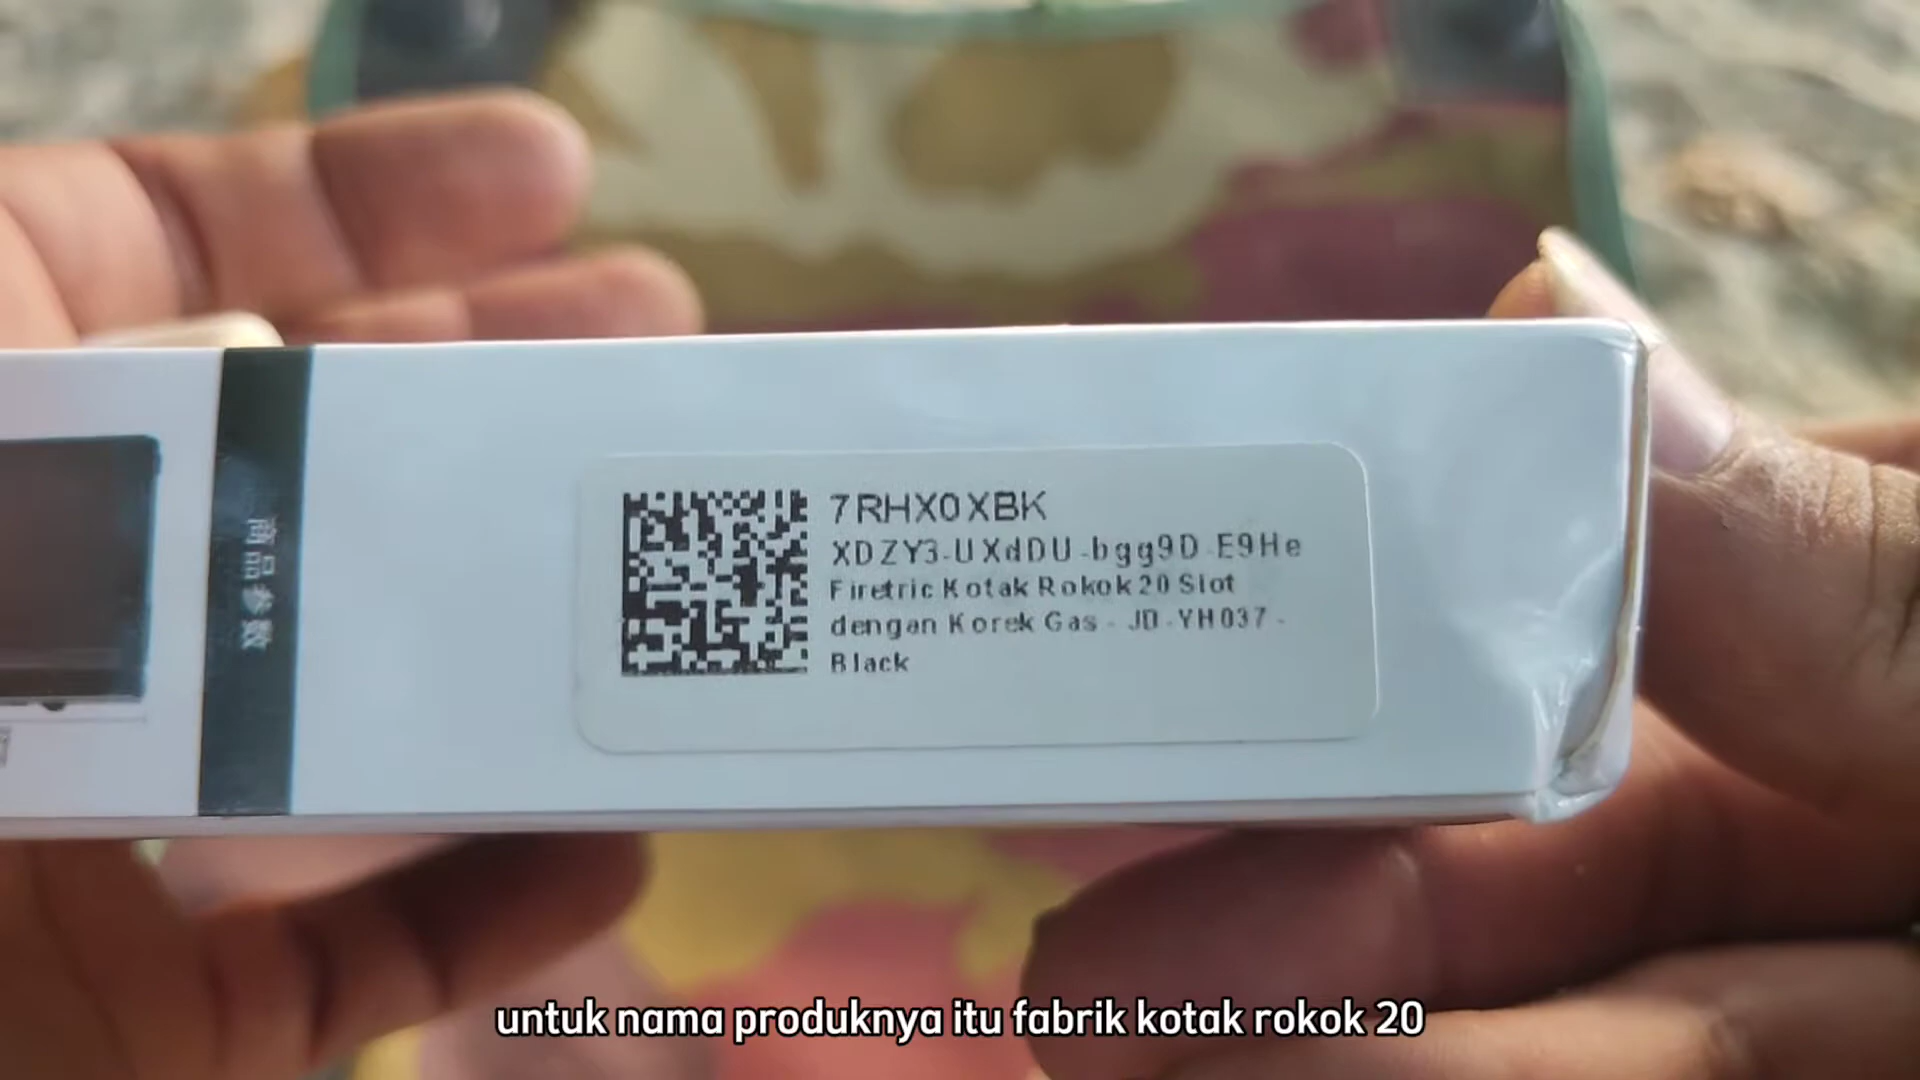 商品参数
7RHX0XBK
XDZY3-UXdDU-bgg9D-E9He
Firetric Kotak Rokok 20 Slot
dengan Korek Gas - JD-YH037 -
Black
untuk nama produknya itu fabrik kotak rokok 20